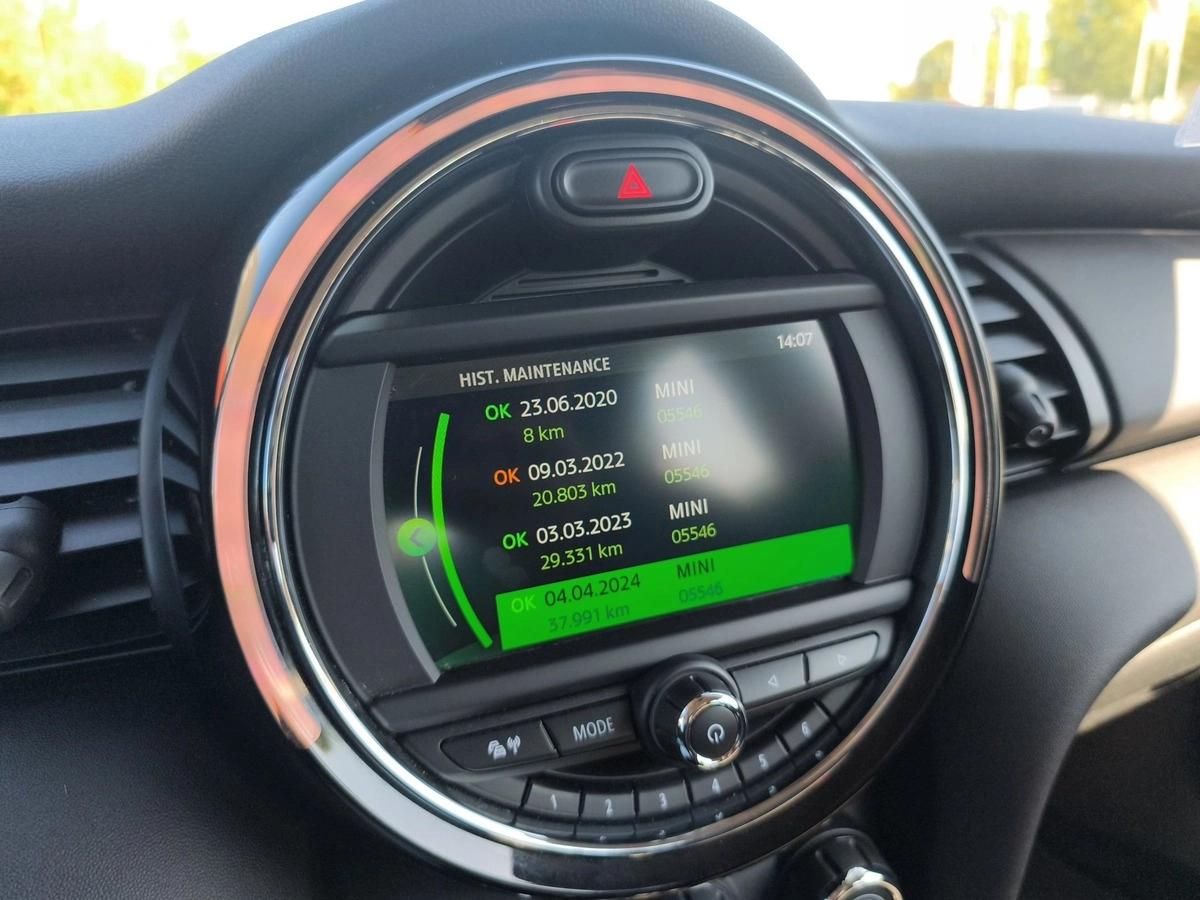 14:07
HIST. MAINTENANCE
OK 23.06.2020 MINI
8 km 05546
OK 09.03.2022 MINI
20.803 km 05546
OK 03.03.2023 MINI
29.331 km 05546
OK 04.04.2024 MINI
37.991 km 05546
MODE
1 2 3 4 5 6